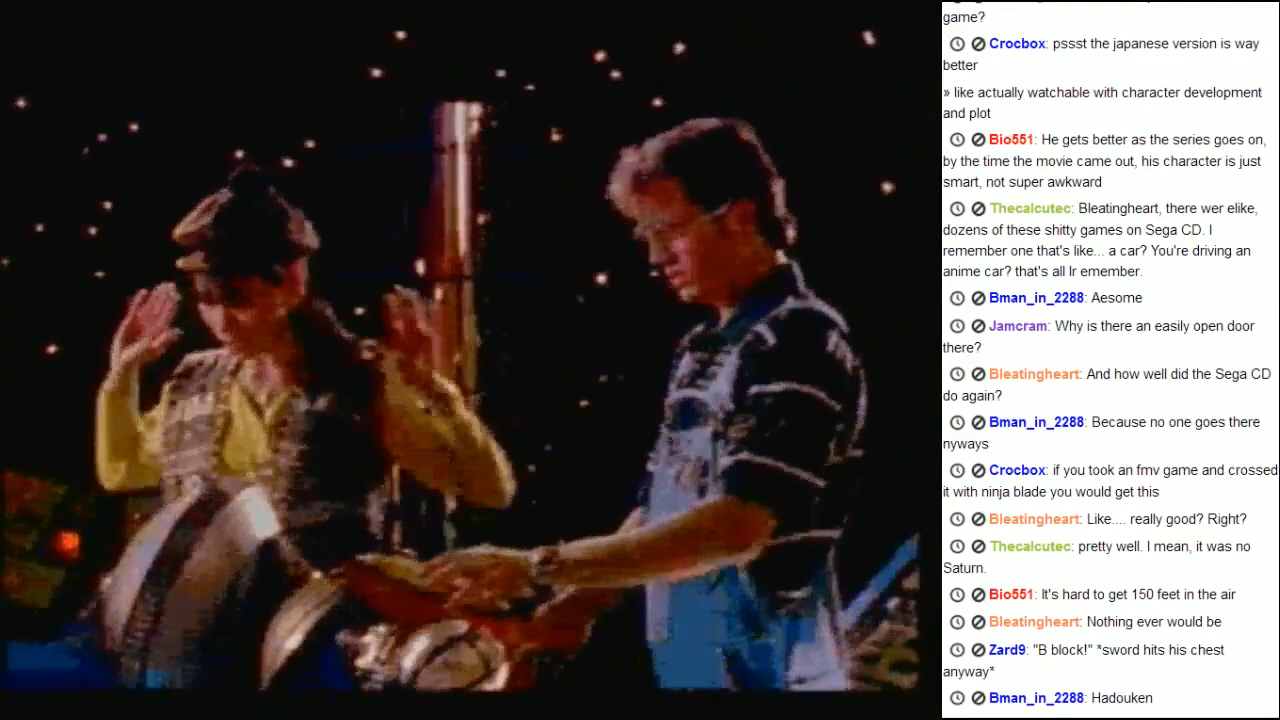 game?
Crocbox: pssst the japanese version is way
better
» like actually watchable with character development
and plot
Bio551: He gets better as the series goes on,
by the time the movie came out, his character is just
smart, not super awkward
Thecalcutec: Bleatingheart, there wer elike,
dozens of these shitty games on Sega CD. I
remember one that's like... a car? You're driving an
anime car? that's all Ir emember.
Bman_in_2288: Aesome
Jamcram: Why is there an easily open door
there?
Bleatingheart: And how well did the Sega CD
do again?
Bman_in_2288: Because no one goes there
nyways
Crocbox: if you took an fmv game and crossed
it with ninja blade you would get this
Bleatingheart: Like.... really good? Right?
Thecalcutec: pretty well. I mean, it was no
Saturn.
Bio551: It's hard to get 150 feet in the air
Bleatingheart: Nothing ever would be
Zard9: "B block!" *sword hits his chest
anyway*
Bman_in_2288: Hadouken